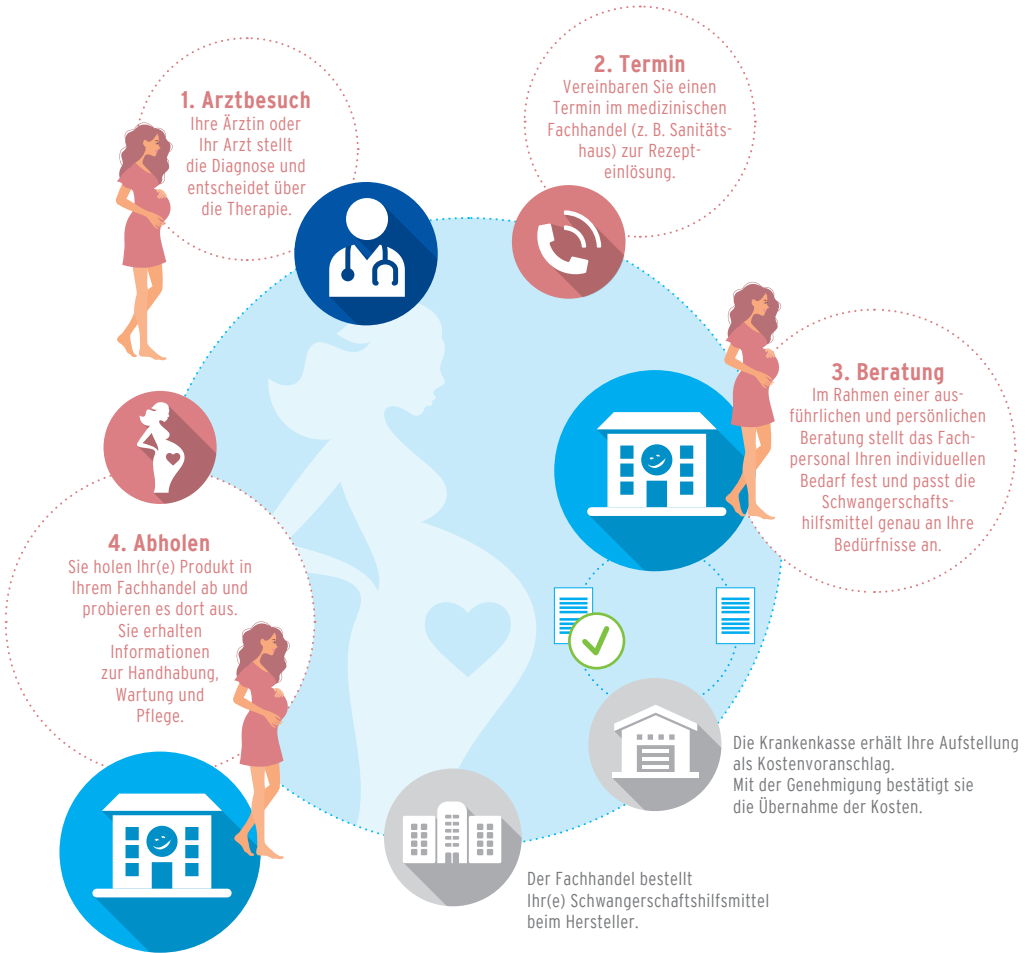 1. Arztbesuch
Ihre Ärztin oder
Ihr Arzt stellt
die Diagnose und
entscheidet über
die Therapie.
2. Termin
Vereinbaren Sie einen
Termin im medizinischen
Fachhandel (z. B. Sanitäts-
haus) zur Rezept-
einlösung.
3. Beratung
Im Rahmen einer aus-
führlichen und persönlichen
Beratung stellt das Fach-
personal Ihren individuellen
Bedarf fest und passt die
Schwangerschafts-
hilfsmittel genau an Ihre
Bedürfnisse an.
Die Krankenkasse erhält Ihre Aufstellung
als Kostenvoranschlag.
Mit der Genehmigung bestätigt sie
die Übernahme der Kosten.
Der Fachhandel bestellt
Ihr(e) Schwangerschaftshilfsmittel
beim Hersteller.
4. Abholen
Sie holen Ihr(e) Produkt in
Ihrem Fachhandel ab und
probieren es dort aus.
Sie erhalten
Informationen
zur Handhabung,
Wartung und
Pflege.